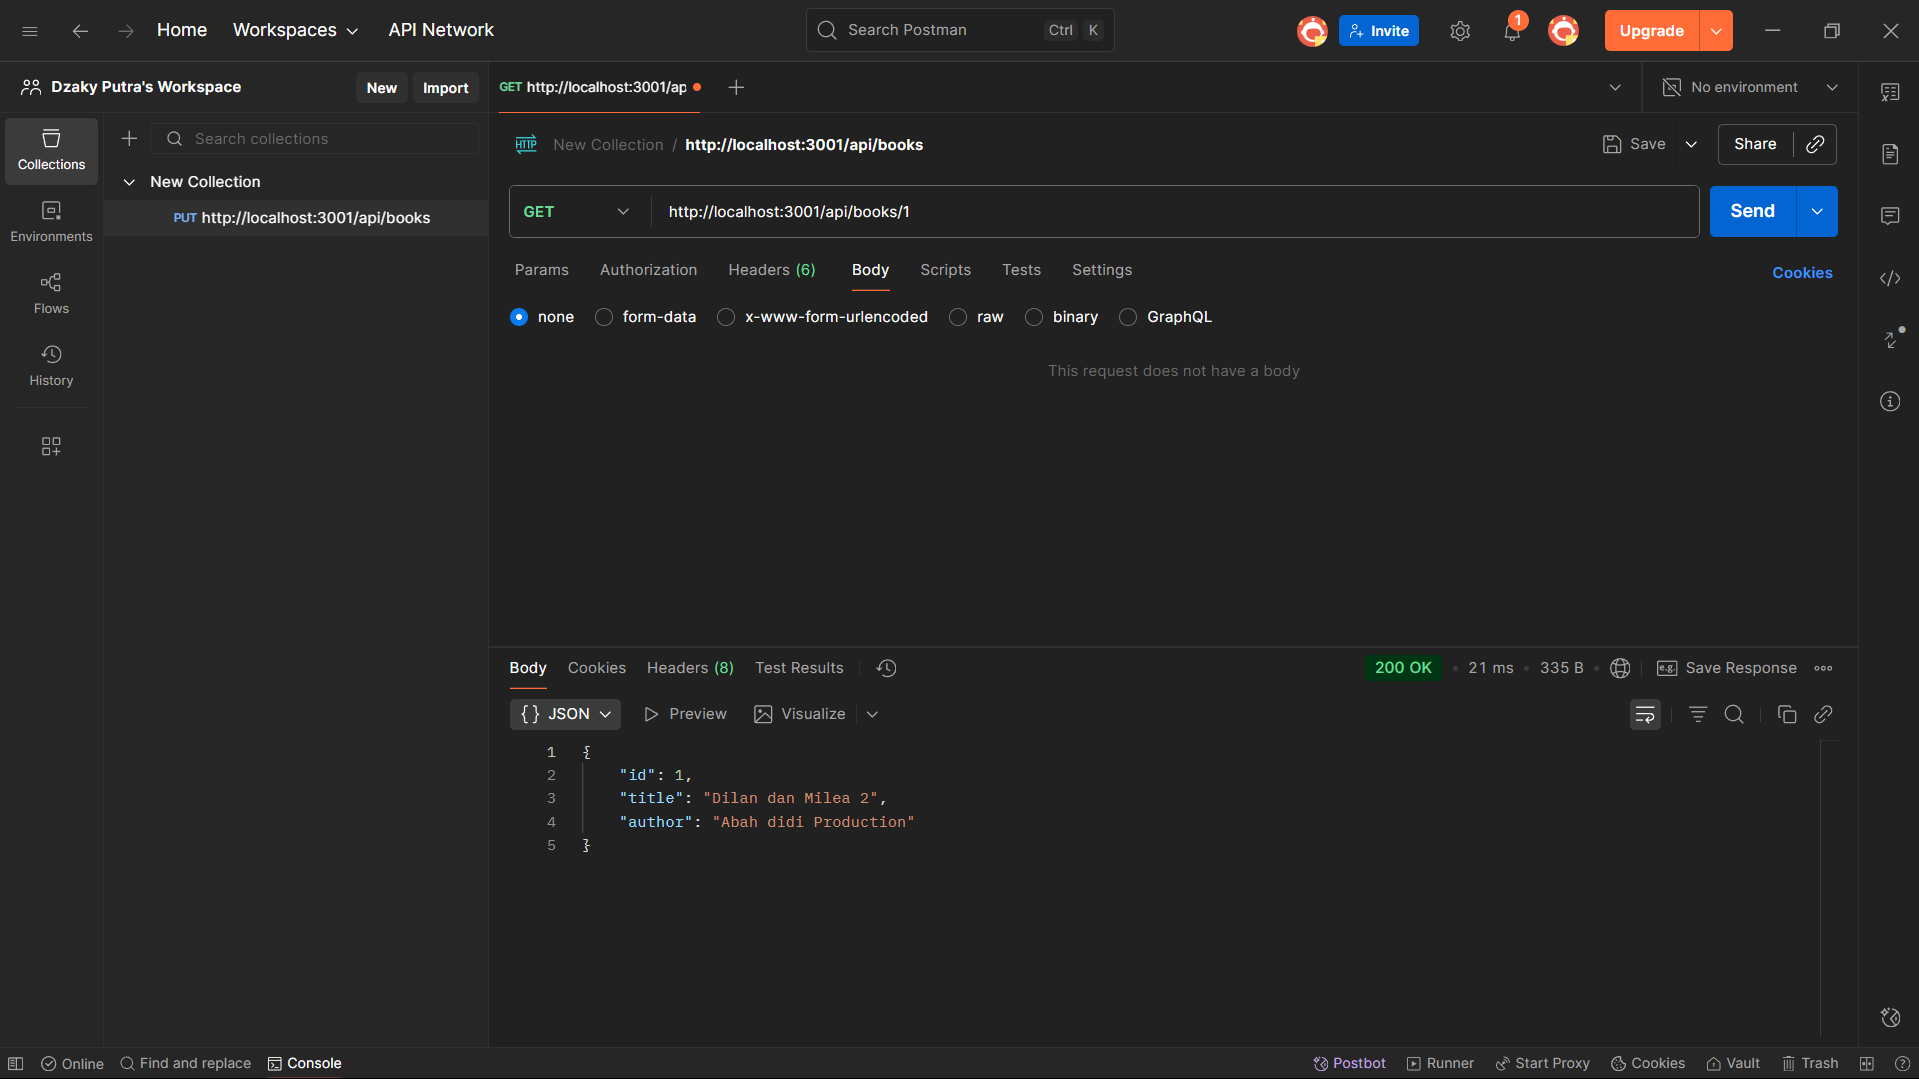 Home Workspaces API Network Search Postman Ctrl K Invite 1 Upgrade
Dzaky Putra's Workspace New Import GET http://localhost:3001/ap No environment
Collections Search collections HTTP New Collection / http://localhost:3001/api/books Save Share
New Collection
PUT http://localhost:3001/api/books
GET http://localhost:3001/api/books/1 Send
Environments
Params Authorization Headers (6) Body Scripts Tests Settings Cookies
Flows
none form-data x-www-form-urlencoded raw binary GraphQL
History
This request does not have a body
Body Cookies Headers (8) Test Results 200 OK • 21 ms • 335 B • e.g. Save Response
{} JSON Preview Visualize
1 {
2 "id": 1,
3 "title": "Dilan dan Milea 2",
4 "author": "Abah didi Production"
5 }
Online Find and replace Console Postbot Runner Start Proxy Cookies Vault Trash